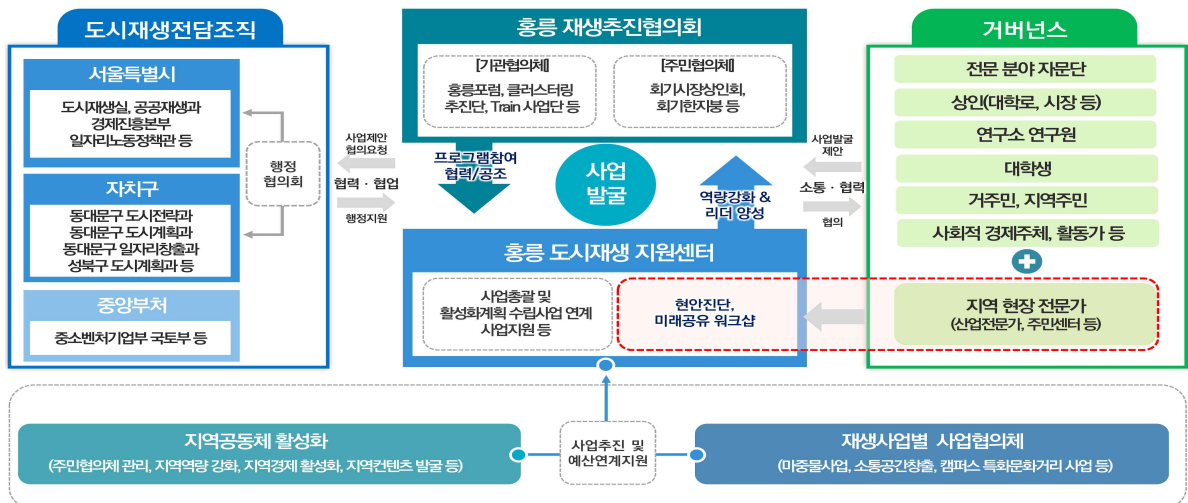 도시재생전담조직
서울특별시
도시재생실, 공공재생과
경제진흥본부
일자리노동정책관 등
자치구
동대문구 도시전략과
동대문구 도시계획과
동대문구 일자리창출과
성북구 도시계획과 등
중앙부처
중소벤처기업부 국토부 등
행정
협의회
사업제안
협의요청
협력 · 협업
행정지원
홍릉 재생추진협의회
[기관협의체]
홍릉포럼, 클러스터링
추진단, Train 사업단 등
[주민협의체]
회기시장상인회,
회기한지붕 등
프로그램참여
협력/공조
사업
발굴
역량강화 &
리더 양성
홍릉 도시재생 지원센터
사업총괄 및
활성화계획 수립사업 연계
사업지원 등
현안진단,
미래공유 워크샵
사업발굴
제안
소통 · 협력
협의
거버넌스
전문 분야 자문단
상인(대학로, 시장 등)
연구소 연구원
대학생
거주민, 지역주민
사회적 경제주체, 활동가 등
지역 현장 전문가
(산업전문가, 주민센터 등)
지역공동체 활성화
(주민협의체 관리, 지역역량 강화, 지역경제 활성화, 지역컨텐츠 발굴 등)
사업추진 및
예산연계지원
재생사업별 사업협의체
(마중물사업, 소통공간창출, 캠퍼스 특화문화거리 사업 등)